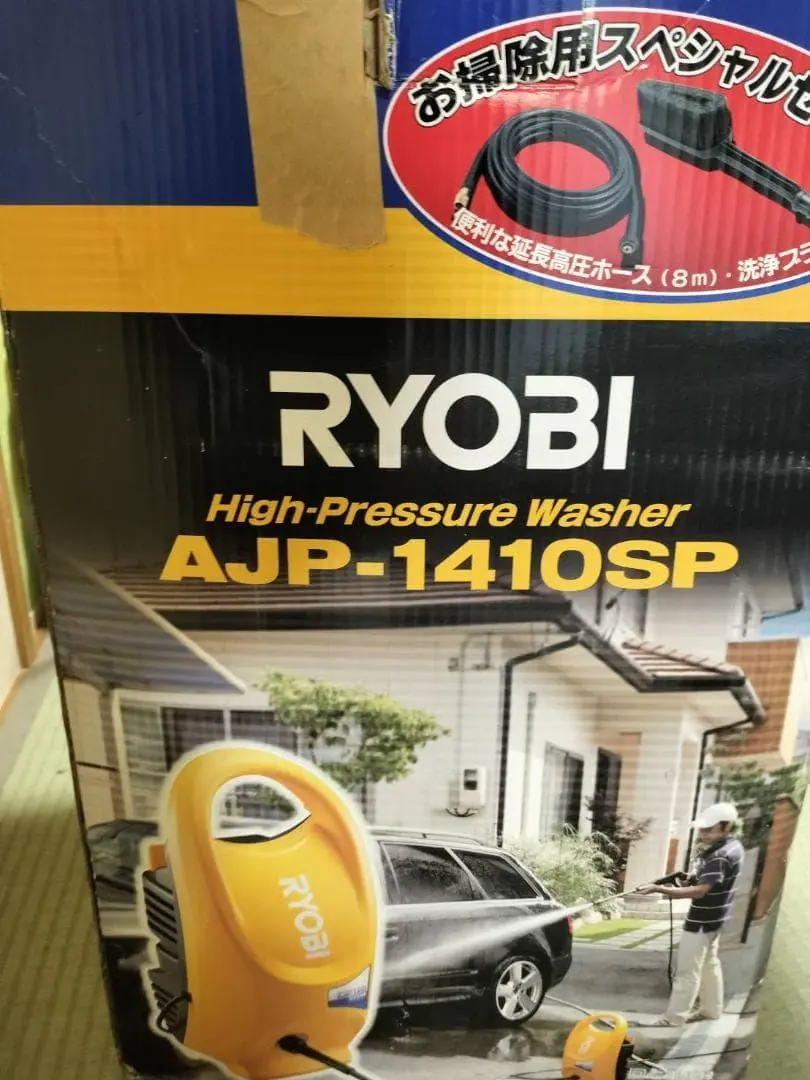 お掃除用スペシャルセ
便利な延長高圧ホース（8m）・洗浄ブラ
RYOBI
High-Pressure Washer
AJP-1410SP
RYOBI